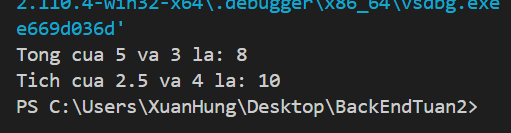 2.110.4-win32-x64\.debugger\x86_64\vsdbg.exe
e669d036d'
Tong cua 5 va 3 la: 8
Tich cua 2.5 va 4 la: 10
PS C:\Users\XuanHung\Desktop\BackEndTuan2>